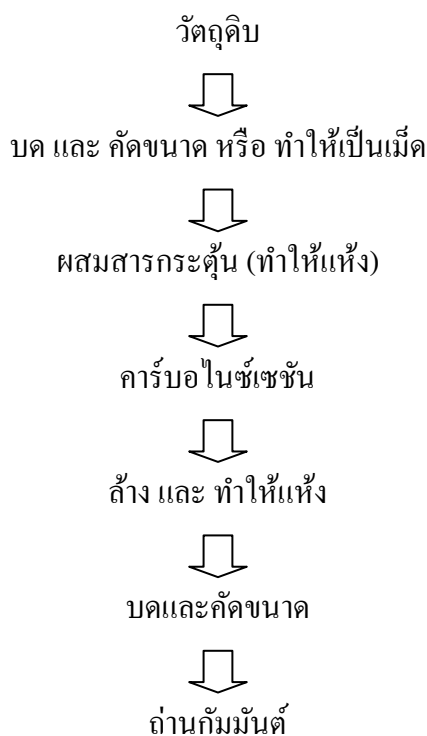 วัตถุดิบ
บด และ คัดขนาด หรือ ทำให้เป็นเม็ด
ผสมสารกระตุ้น (ทำให้แห้ง)
คาร์บอไนซ์เซชัน
ล้าง และ ทำให้แห้ง
บดและคัดขนาด
ถ่านกัมมันต์